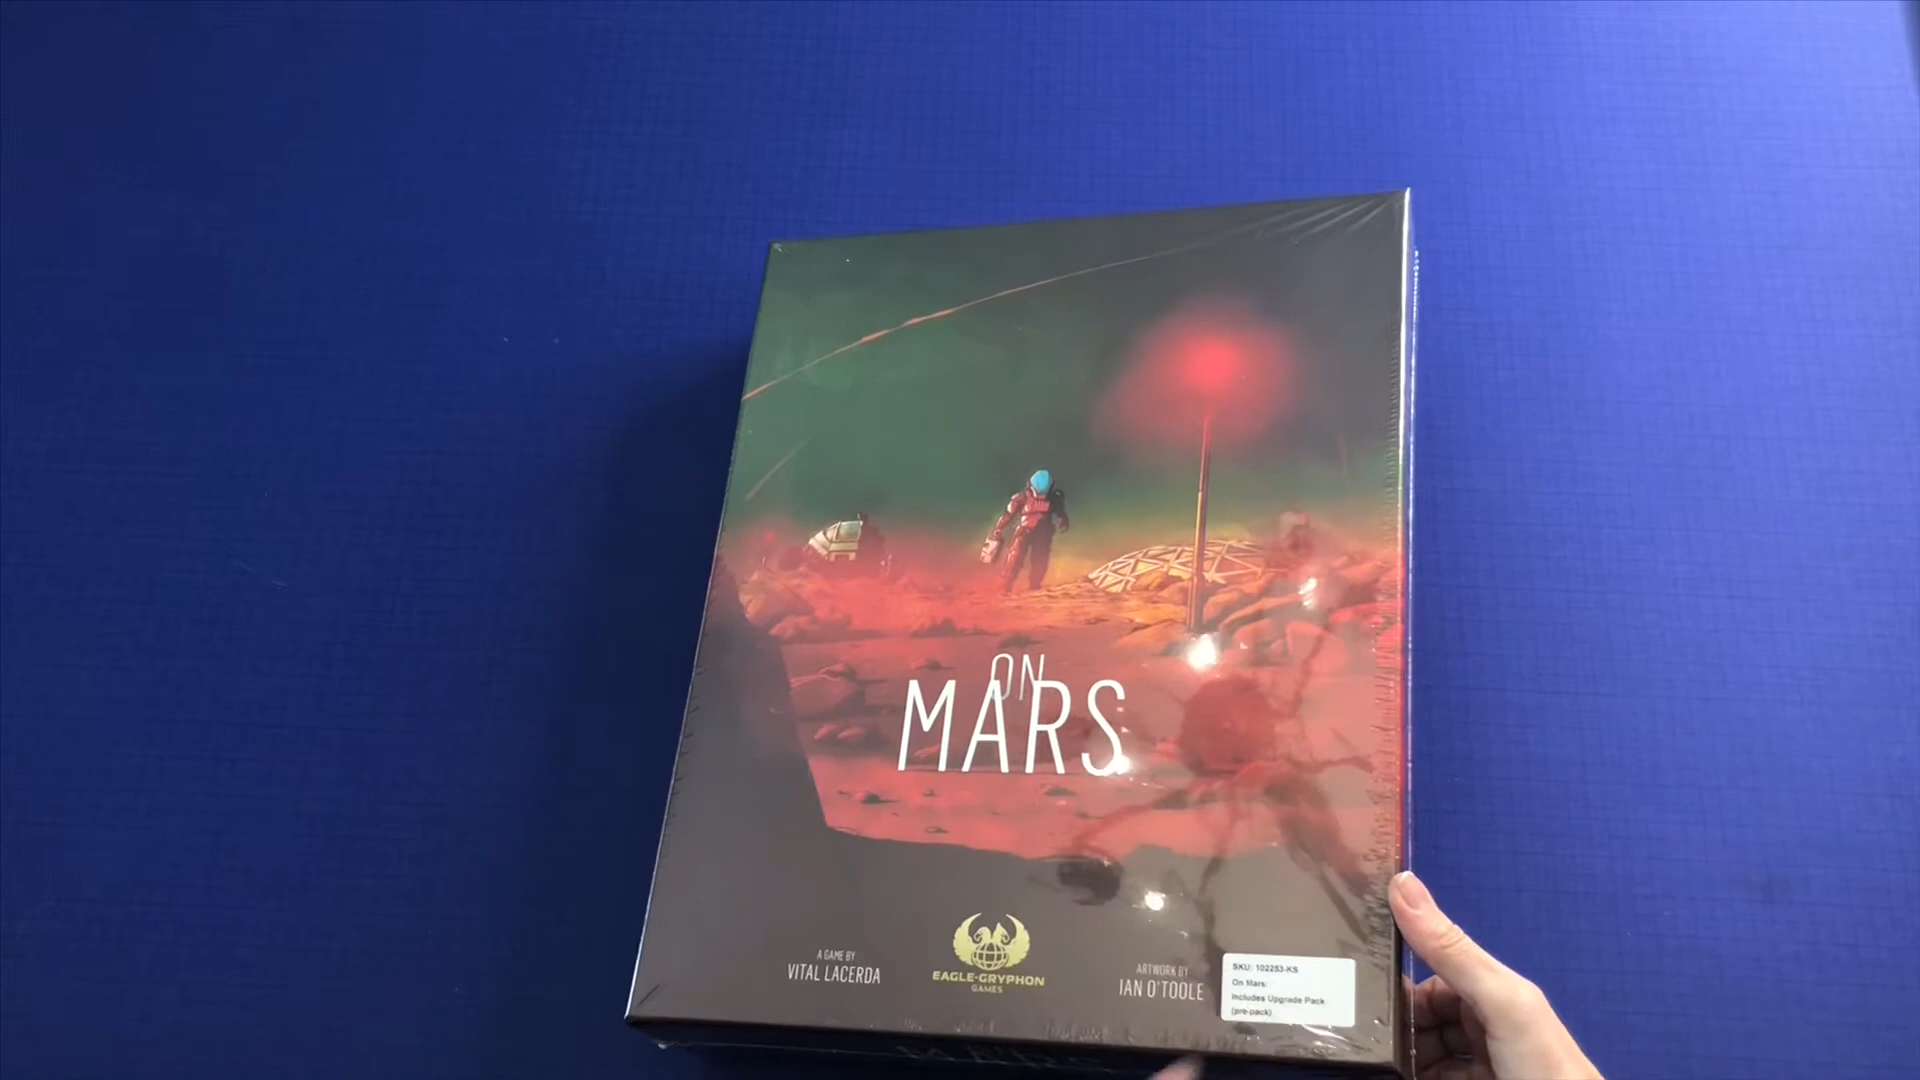 ON
MARS
A GAME BY
VITAL LACERDA
EAGLE-GRYPHON
GAMES
ARTWORK BY
IAN O'TOOLE
SKU: 102253-KS
On Mars:
Includes Upgrade Pack
(pre-pack)
MARS